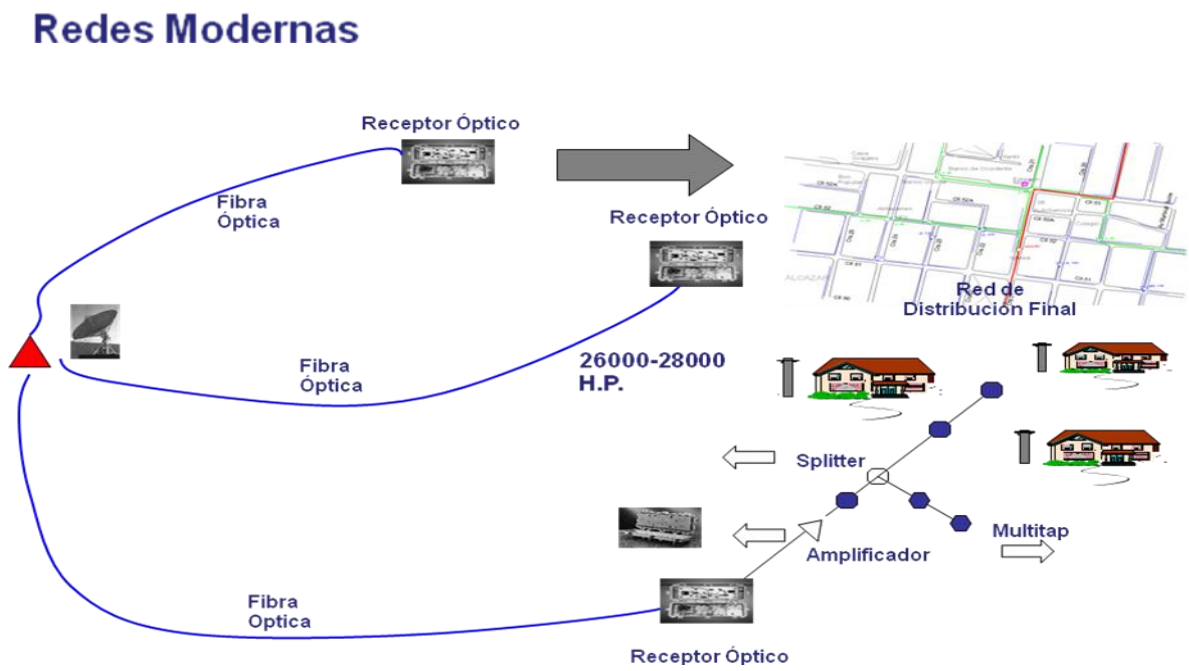 Redes Modernas
Receptor Óptico
Fibra
Óptica
Receptor Óptico
Red de
Distribución Final
ALCAZAR
Fibra
Óptica
26000-28000
H.P.
Splitter
Multitap
Amplificador
Fibra
Optica
Receptor Óptico